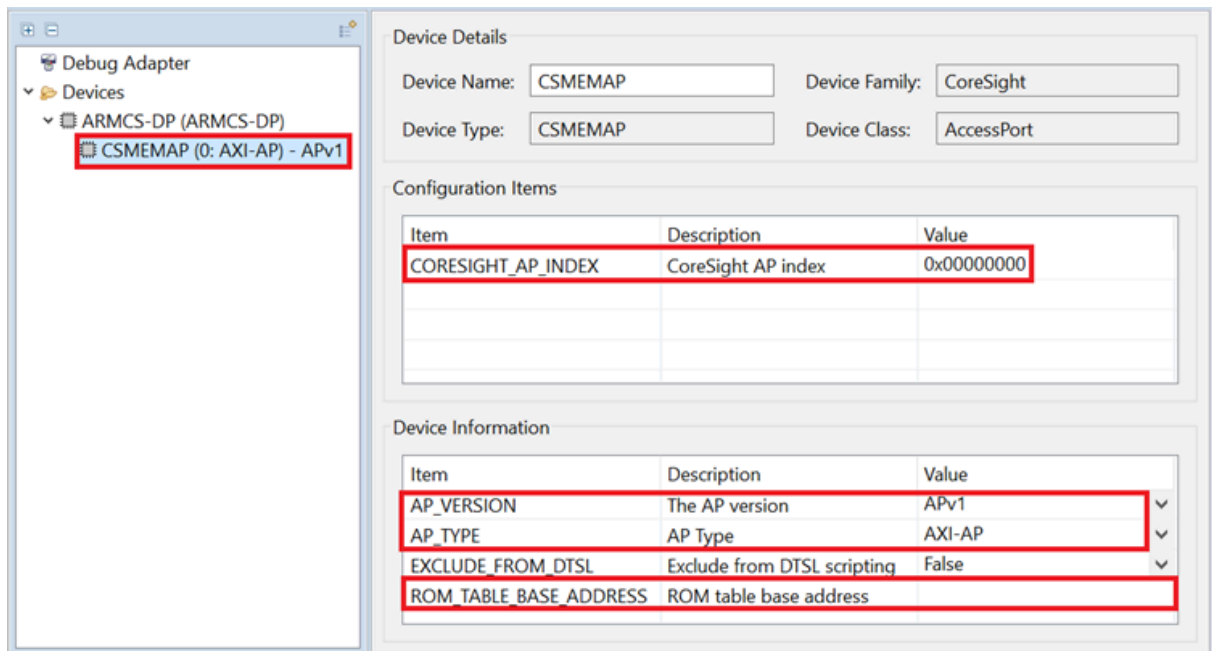 Debug Adapter
Devices
ARMCS-DP (ARMCS-DP)
CSMEMAP (0: AXI-AP) - APv1
Device Details
Device Name: CSMEMAP Device Family: CoreSight
Device Type: CSMEMAP Device Class: AccessPort
Configuration Items
Item Description Value
CORESIGHT_AP_INDEX CoreSight AP index 0x00000000
Device Information
Item Description Value
AP_VERSION The AP version APv1
AP_TYPE AP Type AXI-AP
EXCLUDE_FROM_DTSL Exclude from DTSL scripting False
ROM_TABLE_BASE_ADDRESS ROM table base address